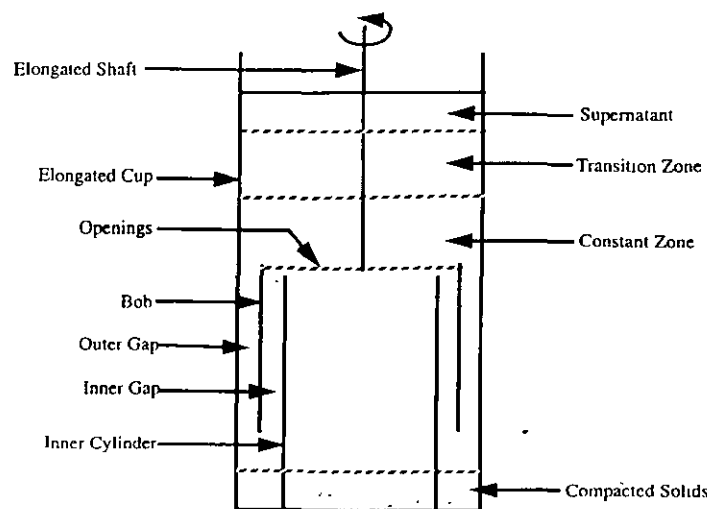 Elongated Shaft
Supernatant
Transition Zone
Elongated Cup
Openings
Constant Zone
Bob
Outer Gap
Inner Gap
Inner Cylinder
Compacted Solids